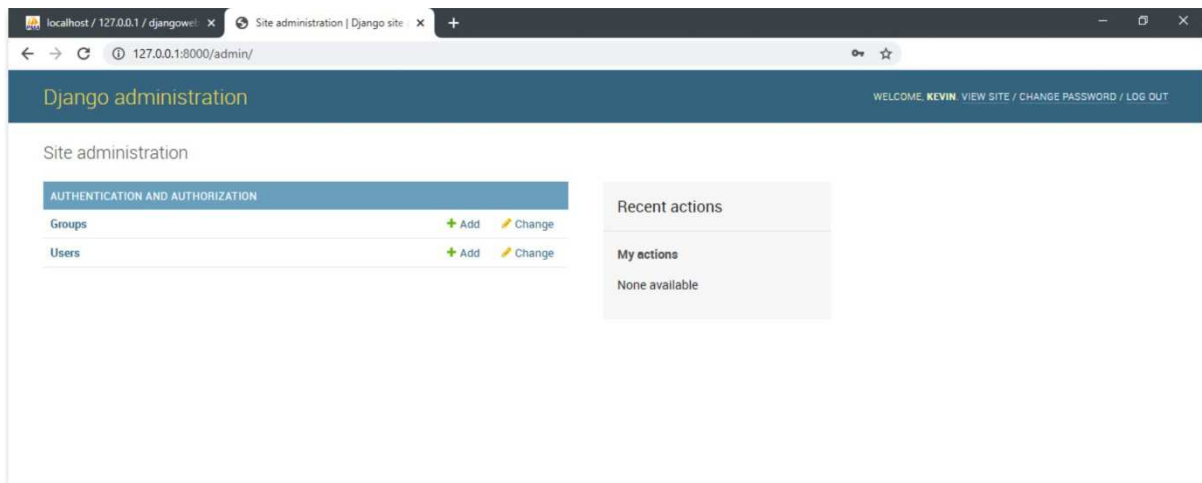 localhost / 127.0.0.1 / djangowel
Site administration | Django site
127.0.0.1:8000/admin/
Django administration
WELCOME, KEVIN. VIEW SITE / CHANGE PASSWORD / LOG OUT
Site administration
AUTHENTICATION AND AUTHORIZATION
Groups + Add Change
Users + Add Change
Recent actions
My actions
None available